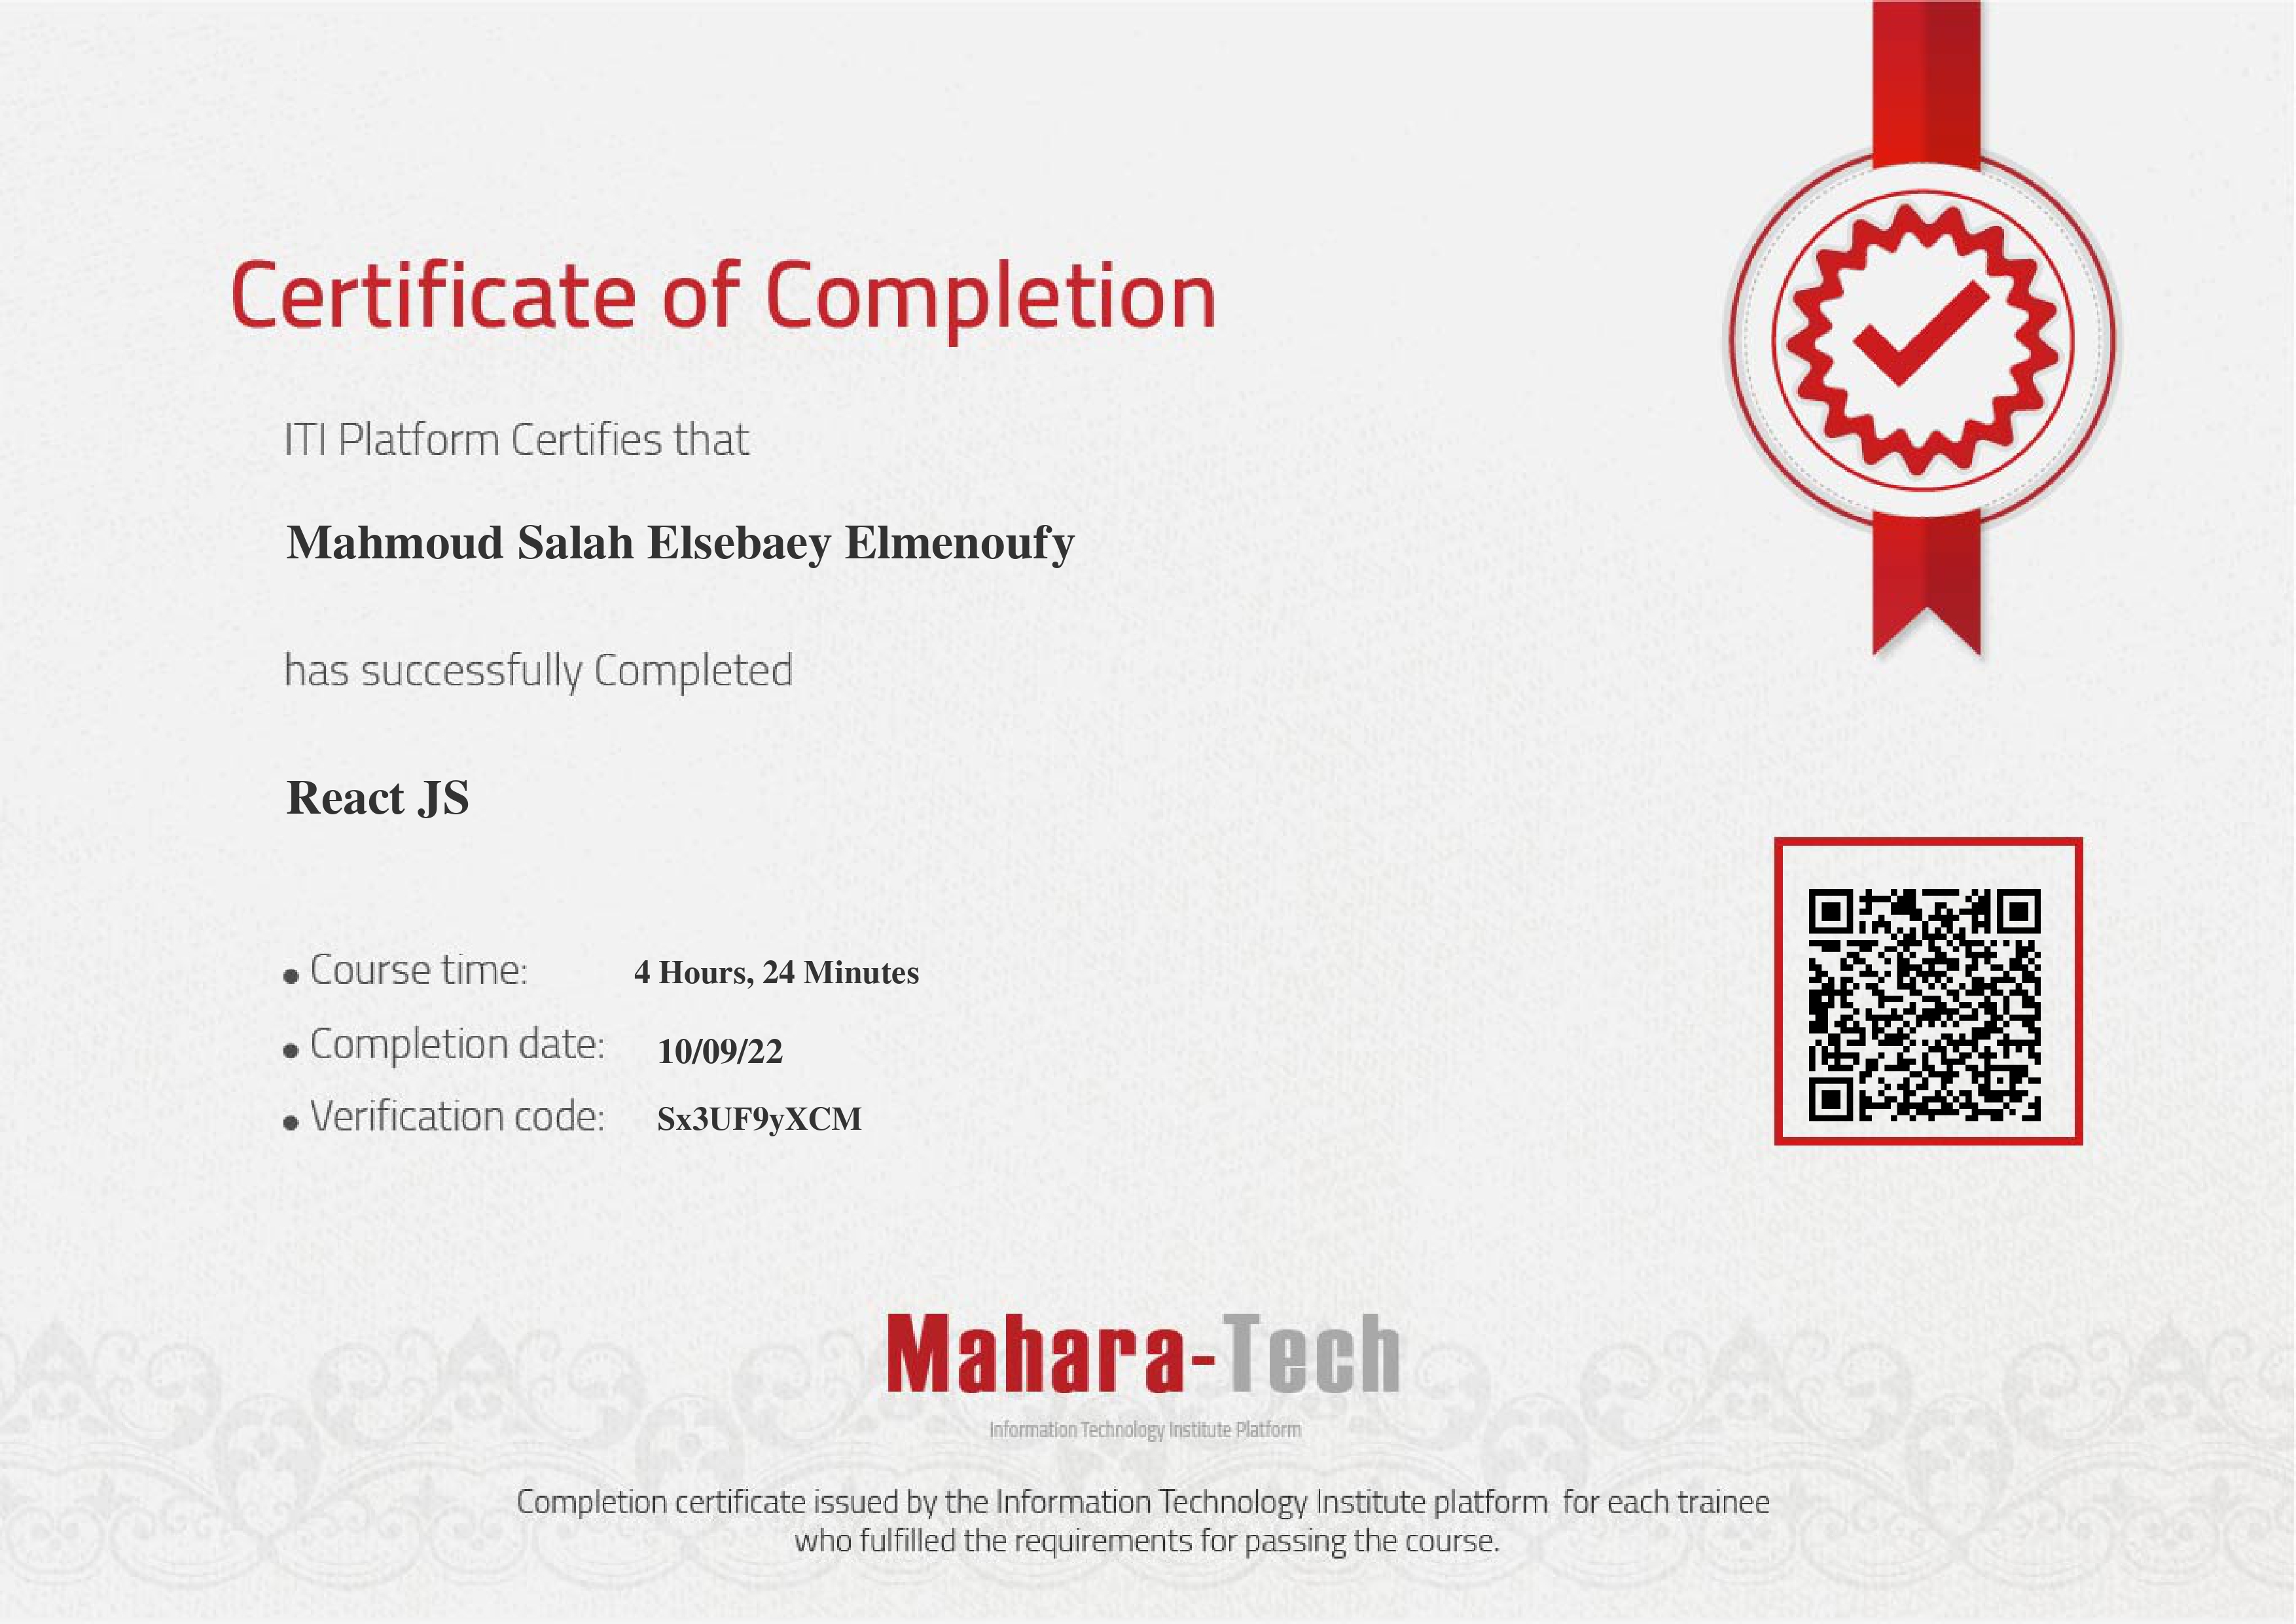 Certificate of Completion
ITI Platform Certifies that
Mahmoud Salah Elsebaey Elmenoufy
has successfully Completed
React JS
• Course time: 4 Hours, 24 Minutes
• Completion date: 10/09/22
• Verification code: Sx3UF9yXCM
Mahara-Tech
Information Technology Institute Platform
Completion certificate issued by the Information Technology Institute platform for each trainee
who fulfilled the requirements for passing the course.